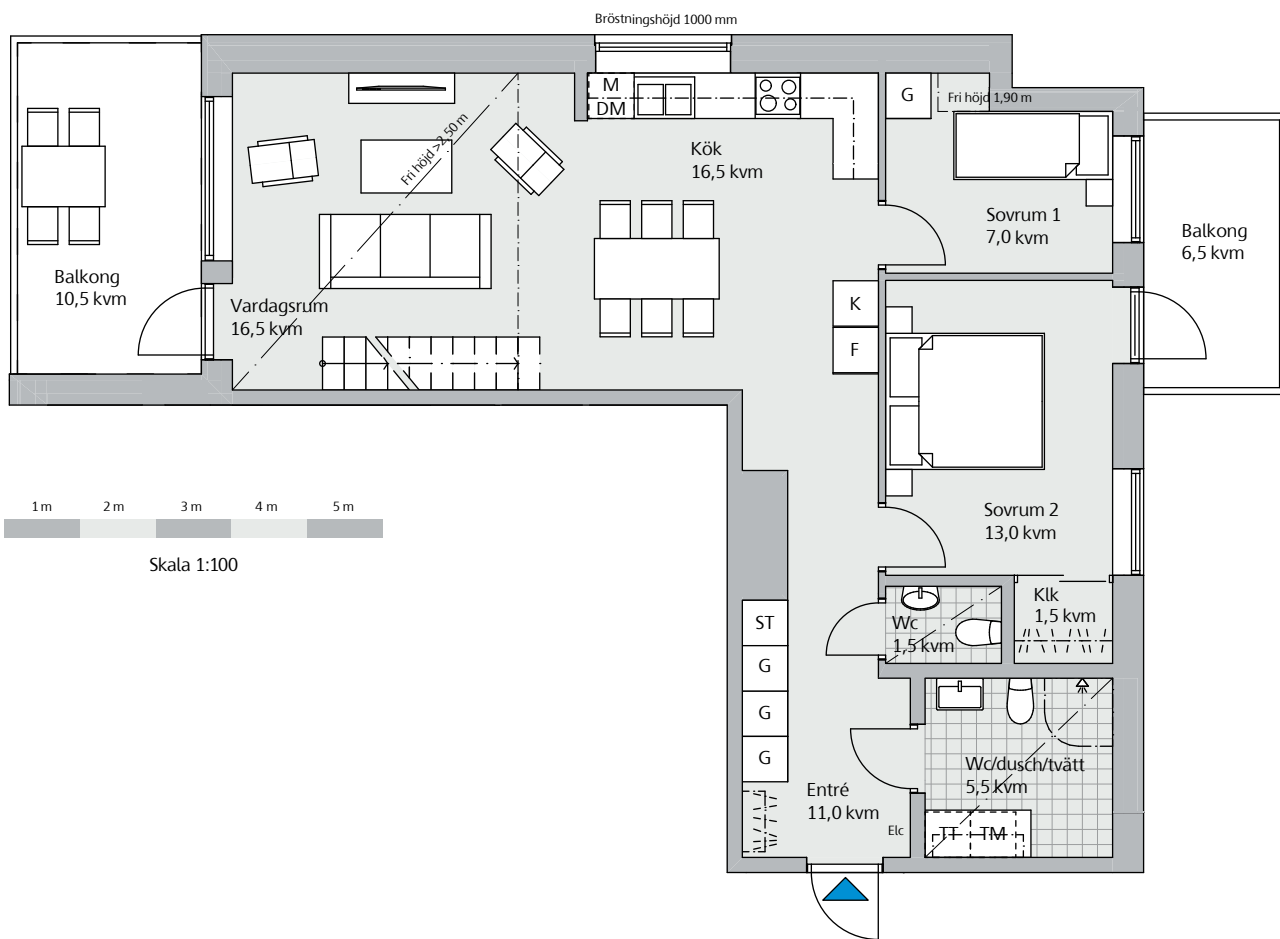 Bröstningshöjd 1000 mm
M
DM
G
Fri höjd 1,90 m
Fri höjd >2,50 m
Kök
16,5 kvm
Sovrum 1
7,0 kvm
Balkong
6,5 kvm
Balkong
10,5 kvm
Vardagsrum
16,5 kvm
K
F
1 m
2 m
3 m
4 m
5 m
Skala 1:100
Sovrum 2
13,0 kvm
Klk
1,5 kvm
Wc
1,5 kvm
ST
G
G
G
Wc/dusch/tvätt
5,5 kvm
Entré
11,0 kvm
Elc
TT
TM